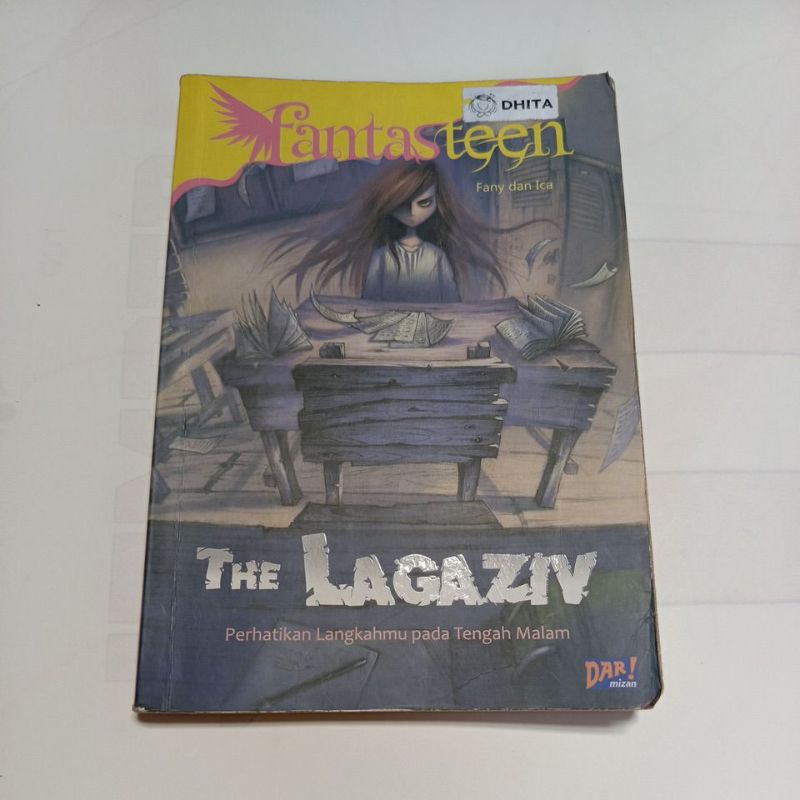 DHITA
fantasteen
Fany dan Ica
THE LAGAZIV
Perhatikan Langkahmu pada Tengah Malam
DAR!
mizan